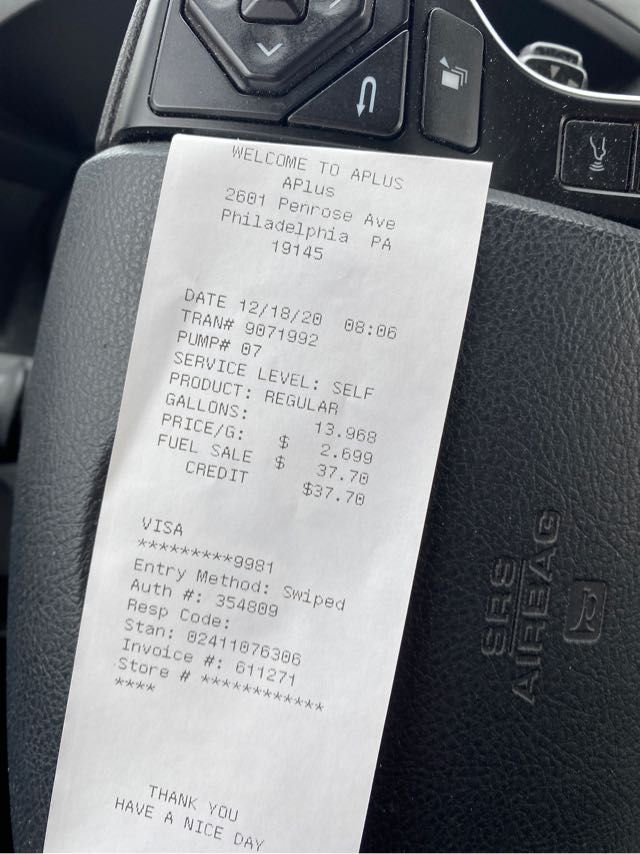 WELCOME TO APLUS
APlus
2601 Penrose Ave
Philadelphia PA
19145
DATE 12/18/20 08:06
TRAN# 9071992
PUMP# 07
SERVICE LEVEL: SELF
PRODUCT: REGULAR
GALLONS: 13.968
PRICE/G: $ 2.699
FUEL SALE $ 37.70
CREDIT $37.70
VISA
*********9981
Entry Method: Swiped
Auth #: 354809
Resp Code:
Stan: 02411076306
Invoice #: 611271
Store # ************
****
THANK YOU
HAVE A NICE DAY
SRS
AIRBAG